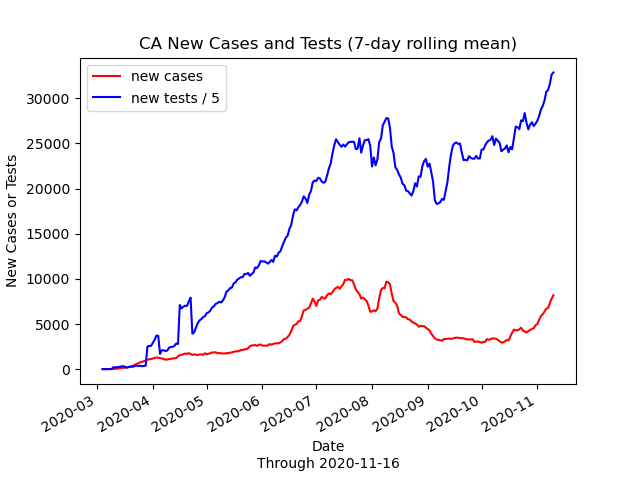 CA New Cases and Tests (7-day rolling mean)
new cases
new tests / 5
30000
25000
20000
15000
10000
5000
0
New Cases or Tests
2020-03
2020-04
2020-05
2020-06
2020-07
2020-08
2020-09
2020-10
2020-11
Date
Through 2020-11-16